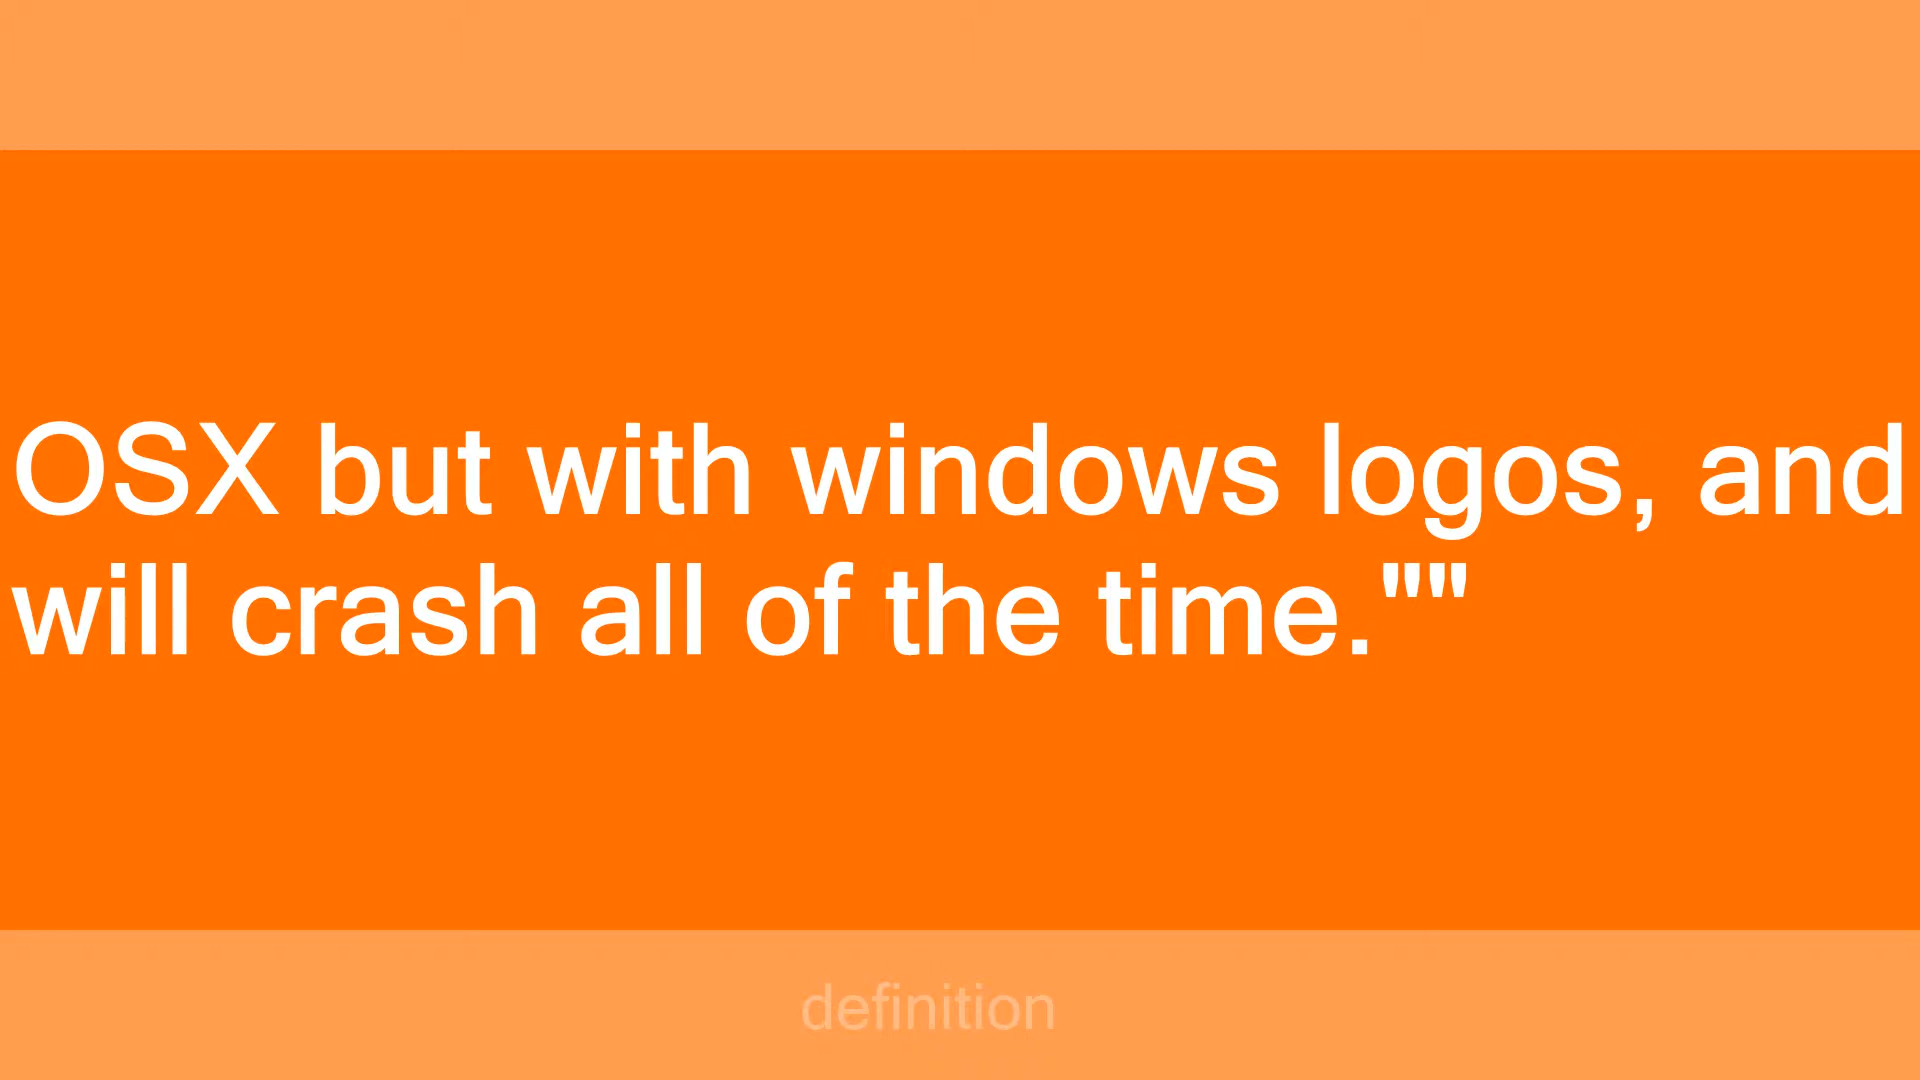 OSX but with windows logos, and
will crash all of the time.""
definition